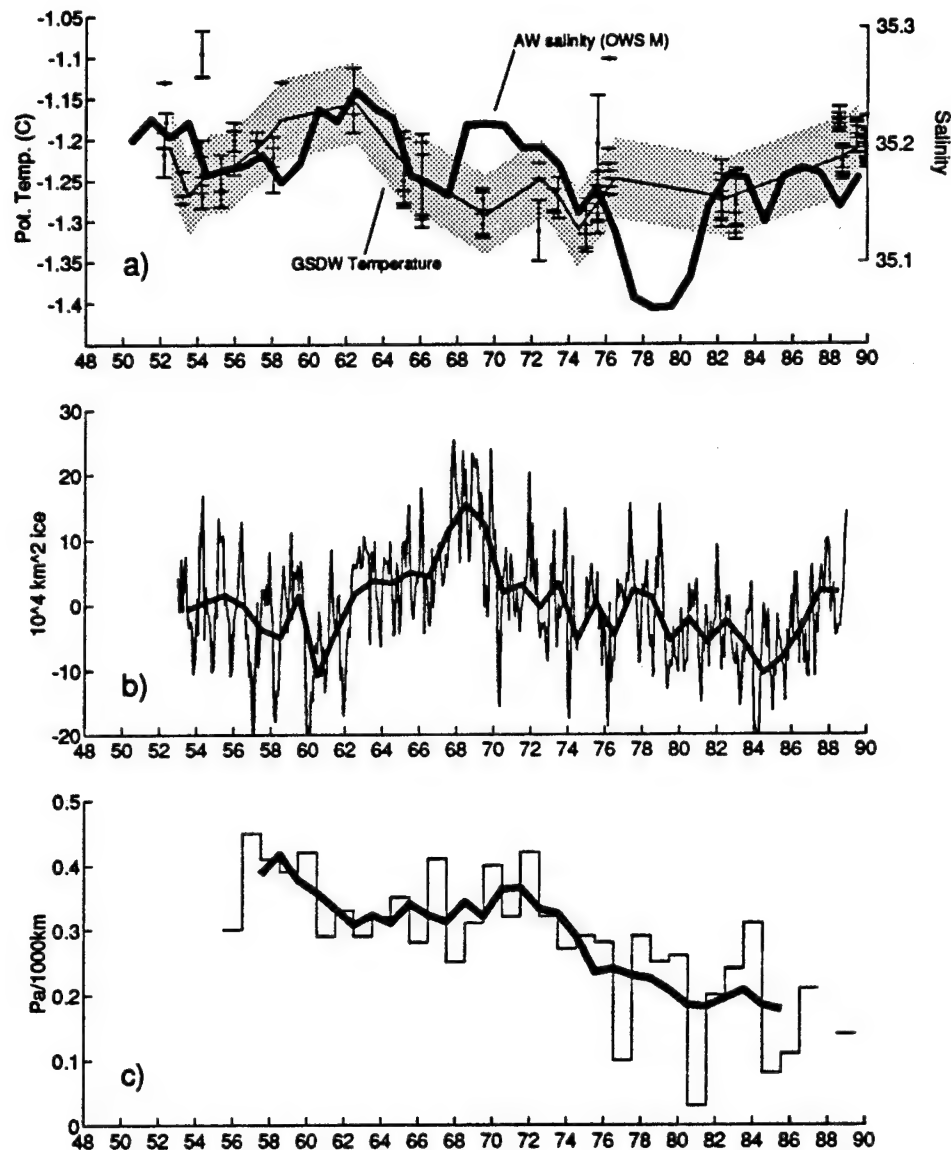 -1.05
-1.1
-1.15
-1.2
-1.25
-1.3
-1.35
-1.4
Pot. Temp. (C)
a)
AW salinity (OWS M)
GSDW Temperature
35.3
35.2
35.1
Salinity
48 50 52 54 56 58 60 62 64 66 68 70 72 74 76 78 80 82 84 86 88 90
30
20
10
0
-10
-20
10^4 km^2 ice
b)
48 50 52 54 56 58 60 62 64 66 68 70 72 74 76 78 80 82 84 86 88 90
0.5
0.4
0.3
0.2
0.1
0
Pa/1000km
c)
48 50 52 54 56 58 60 62 64 66 68 70 72 74 76 78 80 82 84 86 88 90